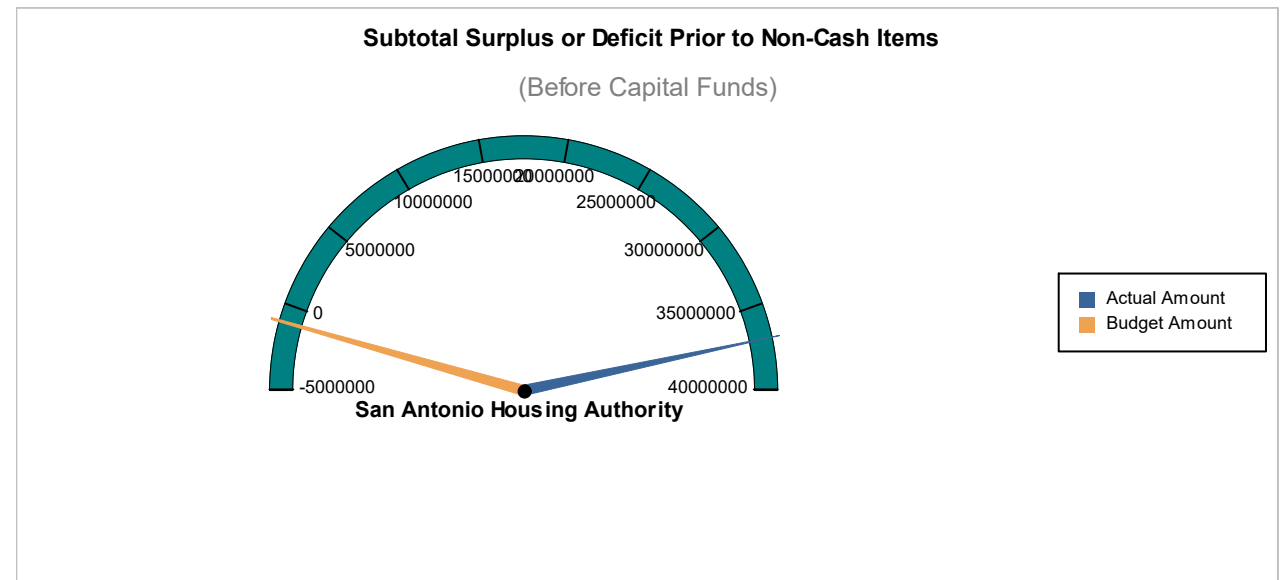 Subtotal Surplus or Deficit Prior to Non-Cash Items
(Before Capital Funds)
15000000 20000000
10000000 25000000
5000000 30000000
0 35000000
-5000000 40000000
San Antonio Housing Authority
Actual Amount
Budget Amount